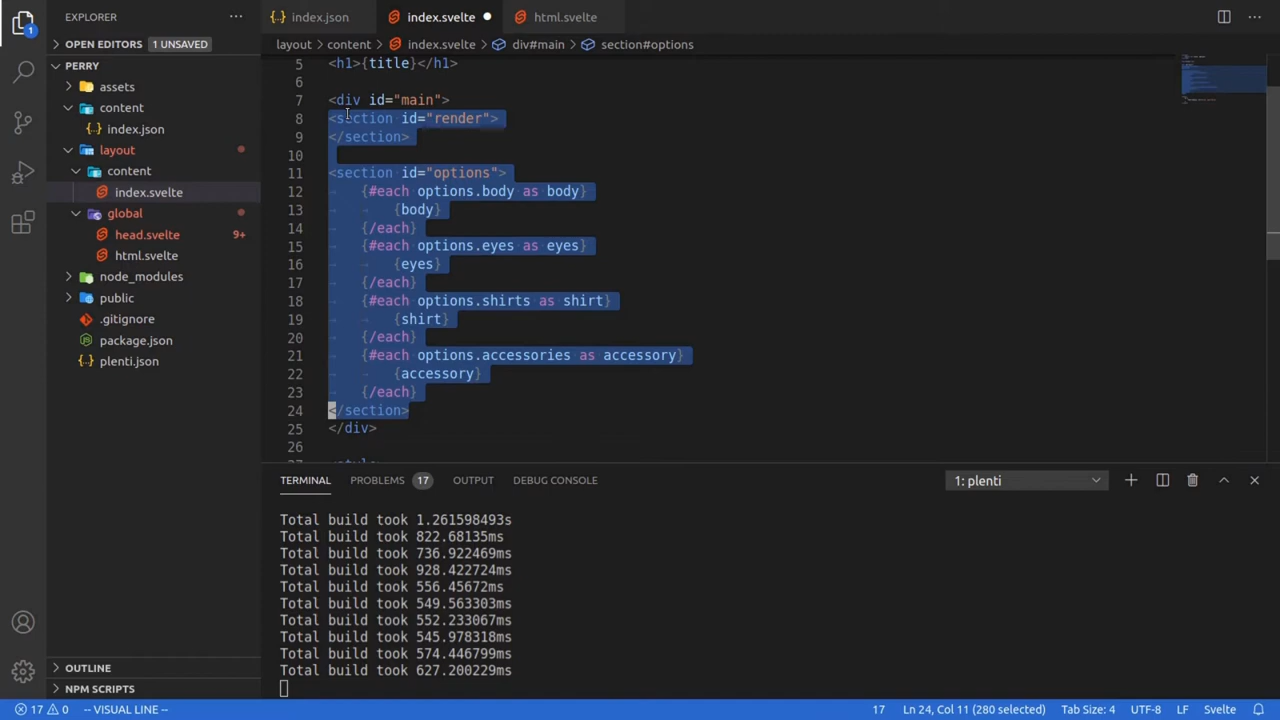 EXPLORER
index.json
index.svelte
html.svelte
OPEN EDITORS 1 UNSAVED
layout content index.svelte div#main section#options
PERRY
assets
content
index.json
layout
content
index.svelte
global
head.svelte 9+
html.svelte
node_modules
public
.gitignore
package.json
plenti.json
OUTLINE
NPM SCRIPTS
1
5 <h1>{title}</h1>
6
7 <div id="main">
8 <section id="render">
9 </section>
10
11 <section id="options">
12 {#each options.body as body}
13 {body}
14 {/each}
15 {#each options.eyes as eyes}
16 {eyes}
17 {/each}
18 {#each options.shirts as shirt}
19 {shirt}
20 {/each}
21 {#each options.accessories as accessory}
22 {accessory}
23 {/each}
24 </section>
25 </div>
26
TERMINAL PROBLEMS 17 OUTPUT DEBUG CONSOLE 1: plenti
Total build took 1.261598493s
Total build took 822.68135ms
Total build took 736.922469ms
Total build took 928.422724ms
Total build took 556.45672ms
Total build took 549.563303ms
Total build took 552.233067ms
Total build took 545.978318ms
Total build took 574.446799ms
Total build took 627.200229ms
17 0 -- VISUAL LINE -- 17 Ln 24, Col 11 (280 selected) Tab Size: 4 UTF-8 LF Svelte